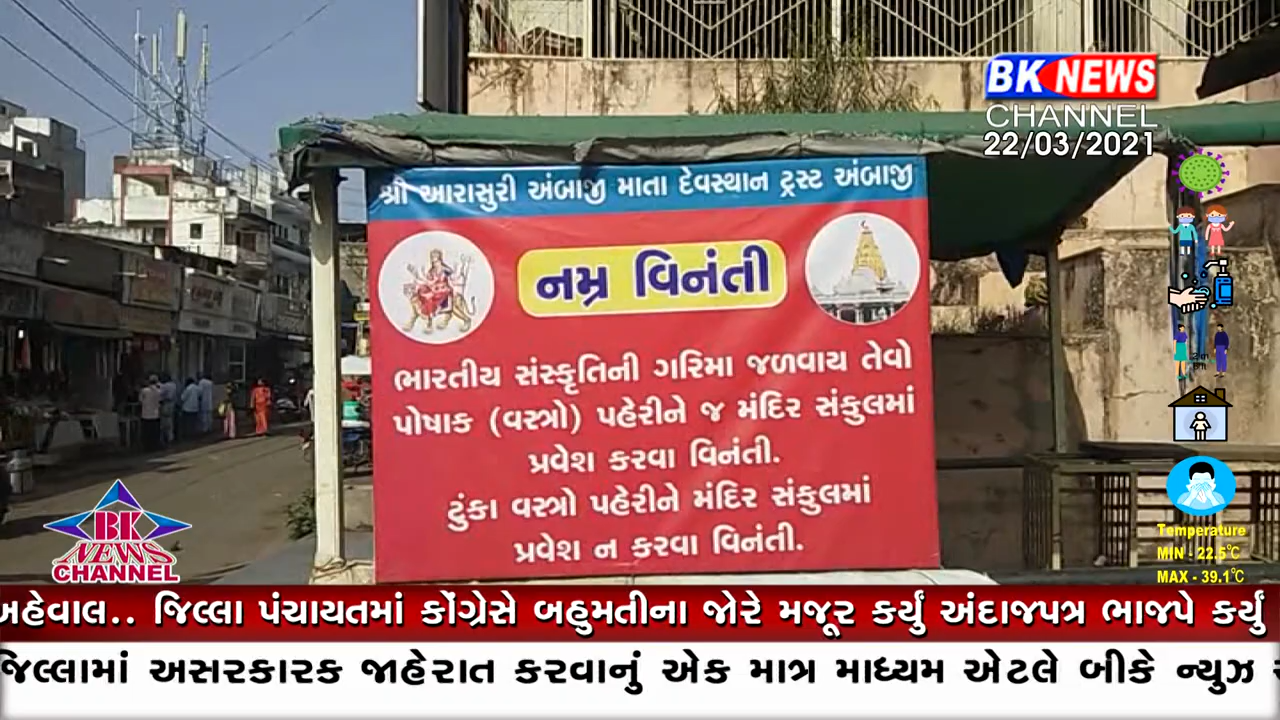 BK NEWS
CHANNEL
22/03/2021
શ્રી આરાસુરી અંબાજી માતા દેવસ્થાન ટ્રસ્ટ અંબાજી
નમ્ર વિનંતી
ભારતીય સંસ્કૃતિની ગરિમા જળવાય તેવો
પોષાક (વસ્ત્રો) પહેરીને જ મંદિર સંકુલમાં
પ્રવેશ કરવા વિનંતી.
ટુંકા વસ્ત્રો પહેરીને મંદિર સંકુલમાં
પ્રવેશ ન કરવા વિનંતી.
Temperature
MIN - 22.5℃
MAX - 39.1℃
BK
NEWS
CHANNEL
અહેવાલ.. જિલ્લા પંચાયતમાં કોંગ્રેસે બહુમતીના જોરે મજૂર કર્યું અંદાજપત્ર ભાજપે કર્યું
જિલ્લામાં અસરકારક જાહેરાત કરવાનું એક માત્ર માધ્યમ એટલે બીકે ન્યુઝ